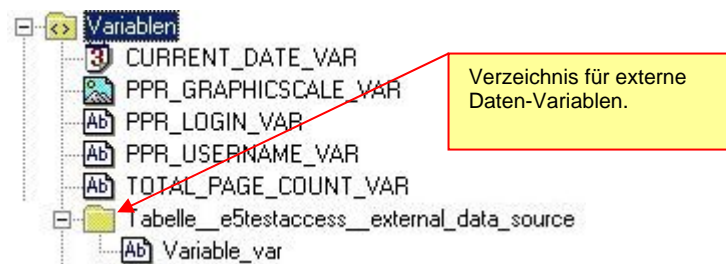 Variablen
CURRENT_DATE_VAR
PPR_GRAPHICSCALE_VAR
PPR_LOGIN_VAR
PPR_USERNAME_VAR
TOTAL_PAGE_COUNT_VAR
Tabelle__e5testaccess__external_data_source
Variable_var
Verzeichnis für externe
Daten-Variablen.